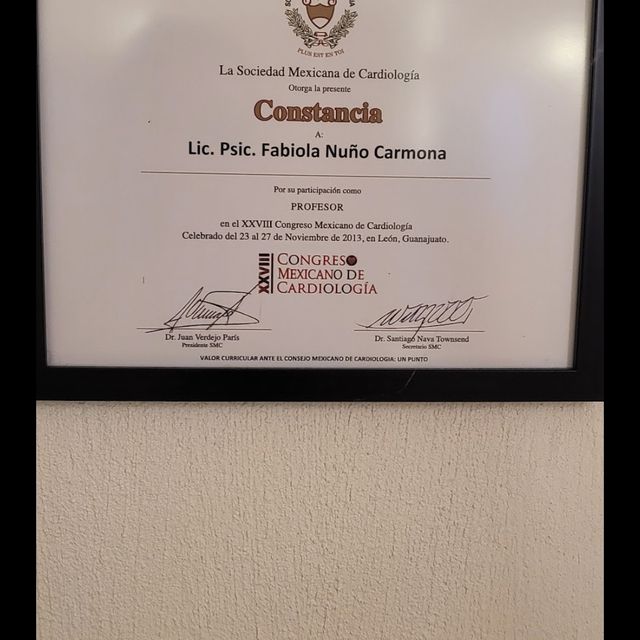 PLUS EST EN TOI
La Sociedad Mexicana de Cardiología
Otorga la presente
Constancia
A:
Lic. Psic. Fabiola Nuño Carmona
Por su participación como
PROFESOR
en el XXVIII Congreso Mexicano de Cardiología
Celebrado del 23 al 27 de Noviembre de 2013, en León, Guanajuato.
XXVIII
CONGRESO
MEXICANO DE
CARDIOLOGÍA
Dr. Juan Verdejo París
Presidente SMC
Dr. Santiago Nava Townsend
Secretario SMC
VALOR CURRICULAR ANTE EL CONSEJO MEXICANO DE CARDIOLOGIA: UN PUNTO